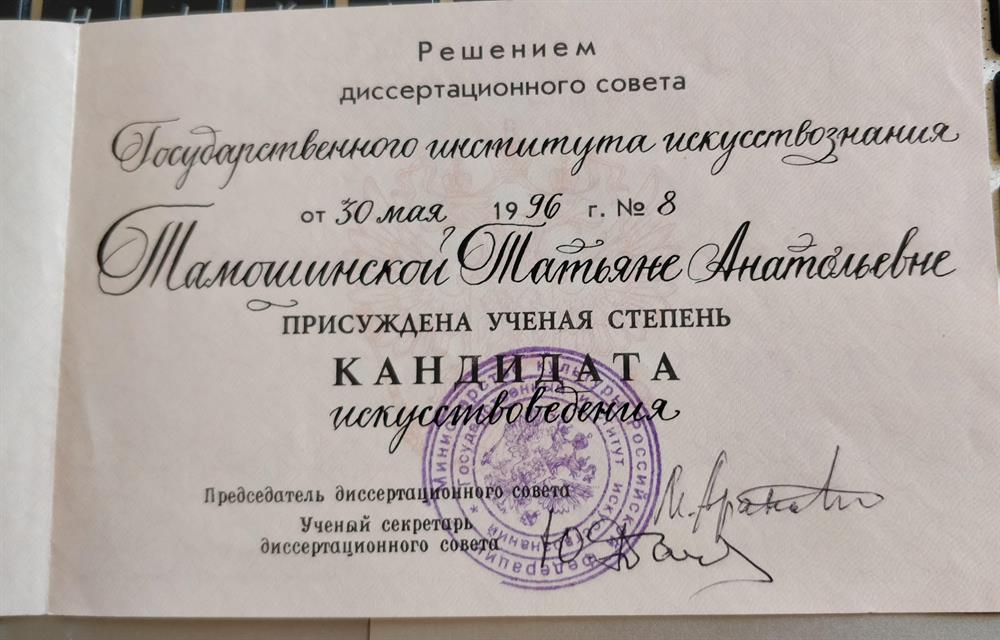 Решением
диссертационного совета
Государственного института искусствознания
от 30 мая 1996 г. № 8
Тамошинской Татьяне Анатольевне
ПРИСУЖДЕНА УЧЕНАЯ СТЕПЕНЬ
КАНДИДАТА
искусствоведения
Председатель диссертационного совета
Ученый секретарь
диссертационного совета